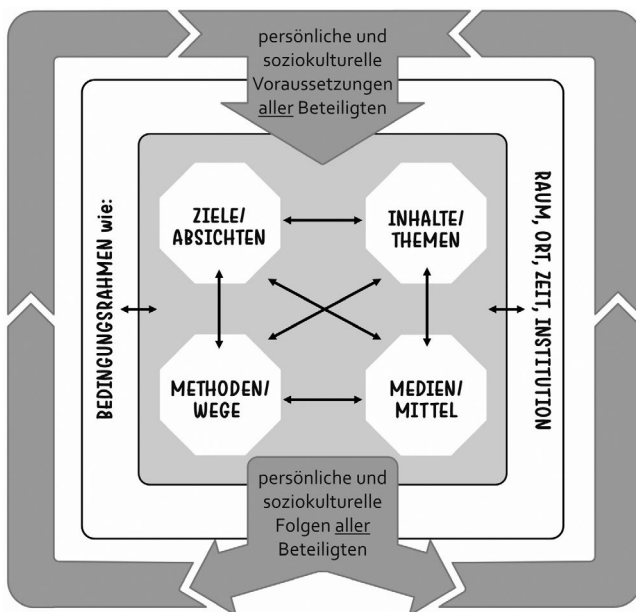 persönliche und
soziokulturelle
Voraussetzungen
aller Beteiligten
BEDINGUNGSRAHMEN wie:
ZIELE/
ABSICHTEN
INHALTE/
THEMEN
RAUM, ORT, ZEIT, INSTITUTION
METHODEN/
WEGE
MEDIEN/
MITTEL
persönliche und
soziokulturelle
Folgen aller
Beteiligten